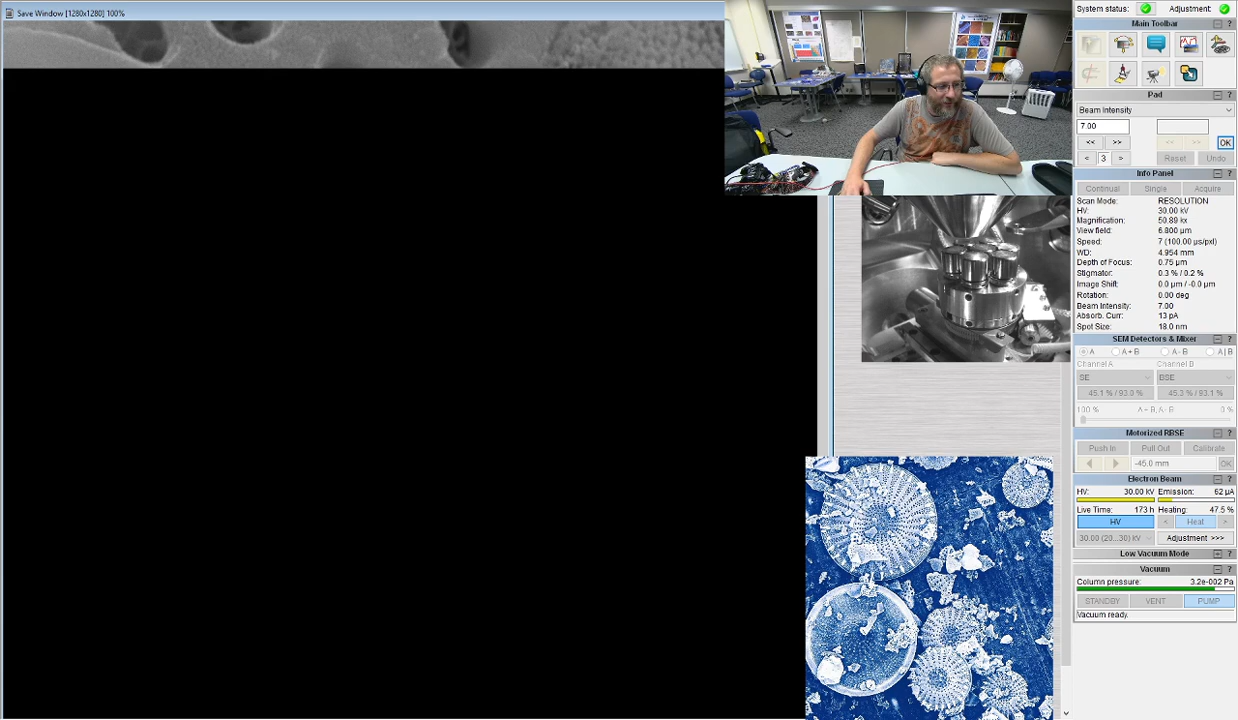 Save Window [1280x1280] 100%
System status: Adjustment:
Main Toolbar - ?
Pad - ?
Beam Intensity
7.00
<< >> << >> OK
< 3 > Reset Undo
Info Panel - ?
Continual Single Acquire
Scan Mode: RESOLUTION
HV: 30.00 kV
Magnification: 50.89 kx
View field: 6.800 µm
Speed: 7 (100.00 µs/pxl)
WD: 4.954 mm
Depth of Focus: 0.75 µm
Stigmator: 0.3 % / 0.2 %
Image Shift: 0.0 µm / -0.0 µm
Rotation: 0.00 deg
Beam Intensity: 7.00
Absorb. Curr: 13 pA
Spot Size: 18.0 nm
SEM Detectors & Mixer - ?
A A+B A-B A|B
Channel A Channel B
SE BSE
45.1 % / 93.0 % 45.3 % / 93.1 %
100 % A+B, A-B 0 %
Motorized RBSE - ?
Push In Pull Out Calibrate
-45.0 mm OK
Electron Beam - ?
HV: 30.00 kV Emission: 62 µA
Live Time: 173 h Heating: 47.5 %
HV < Heat >
30.00 (20...30) kV Adjustment >>>
Low Vacuum Mode + ?
Vacuum - ?
Column pressure: 3.2e-002 Pa
STANDBY VENT PUMP
Vacuum ready.